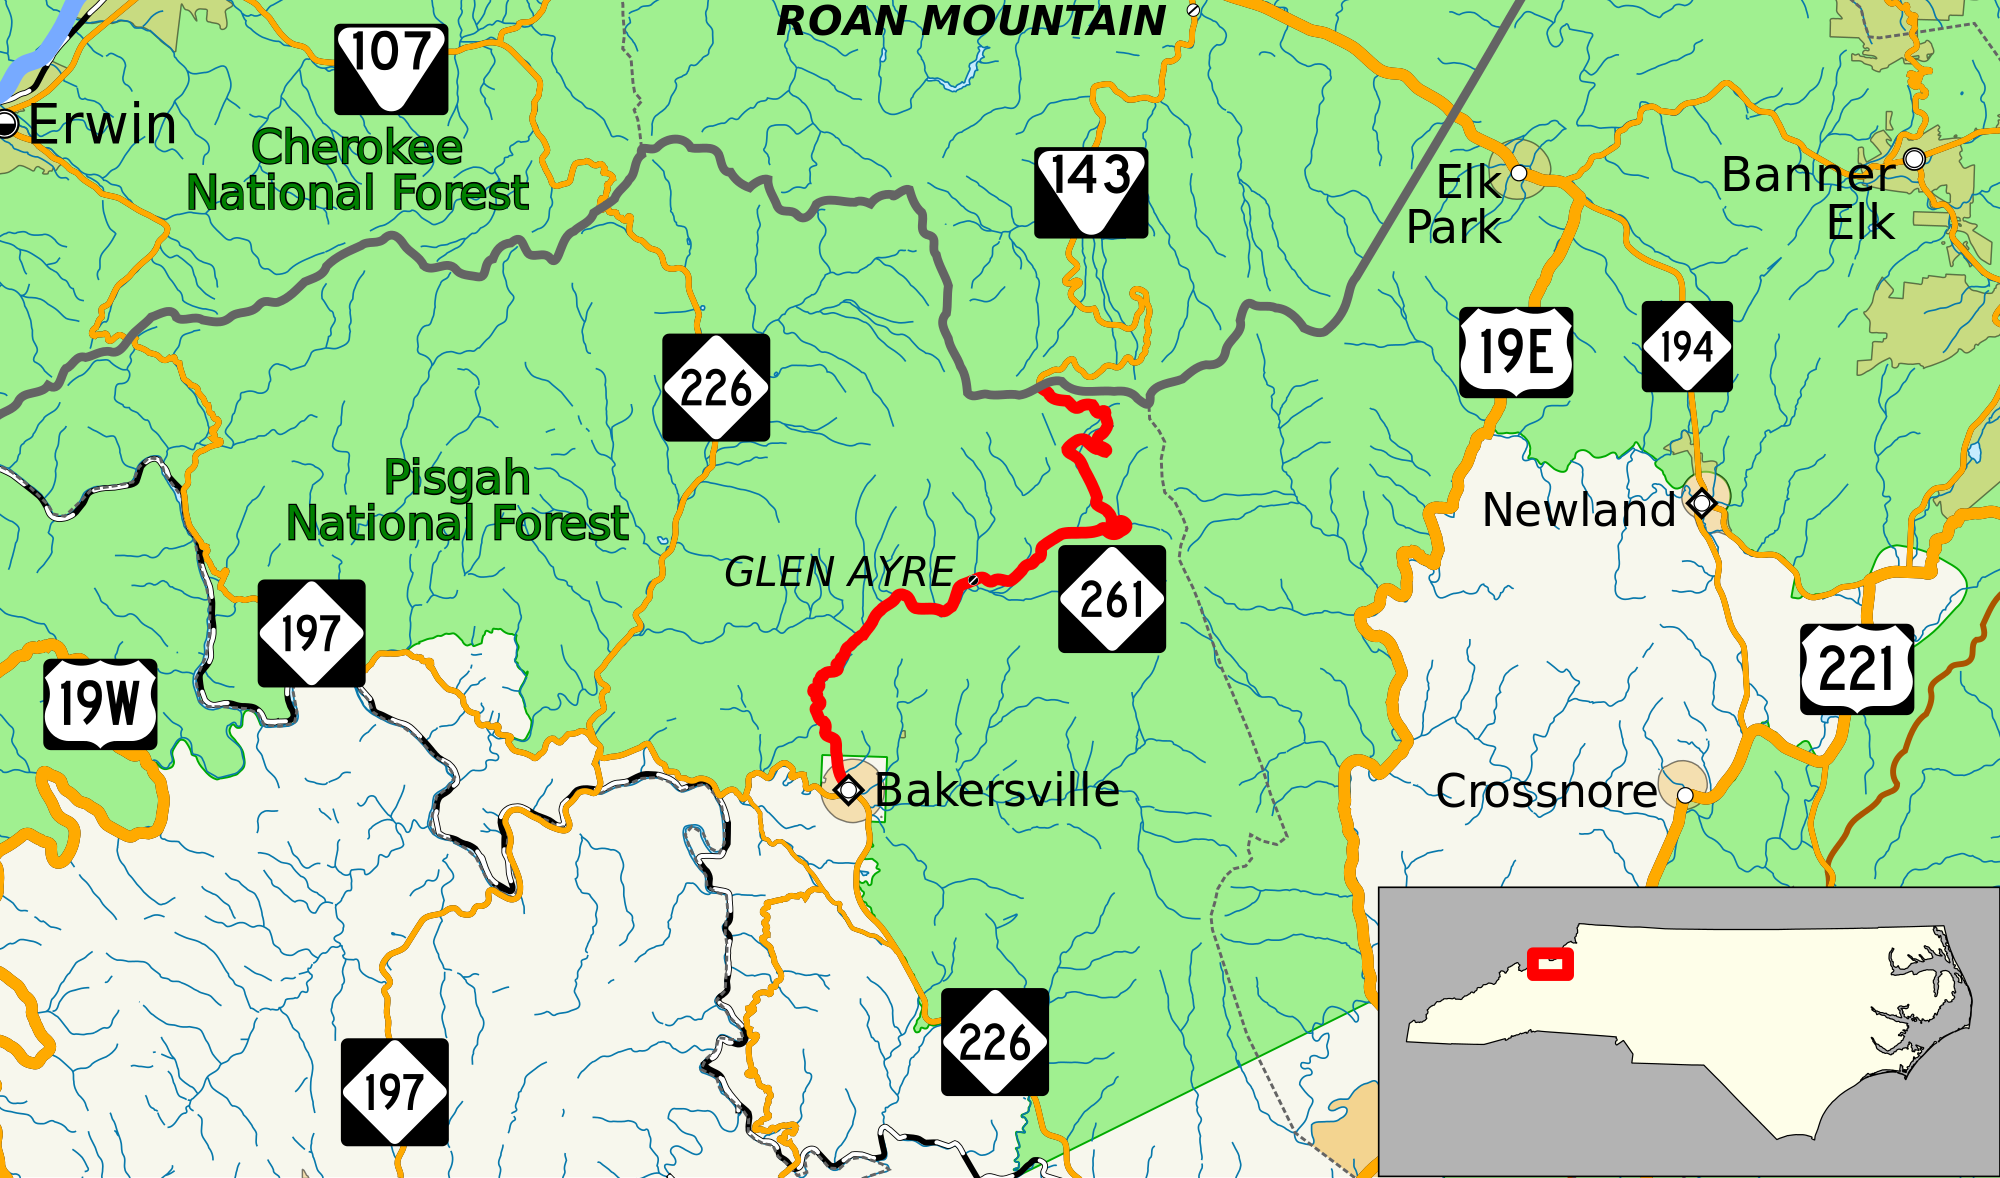 ROAN MOUNTAIN
107
Erwin
Cherokee
National Forest
143
Elk
Park
Banner
Elk
19E
194
226
Pisgah
National Forest
Newland
GLEN AYRE
261
197
19W
221
Bakersville
Crossnore
226
197